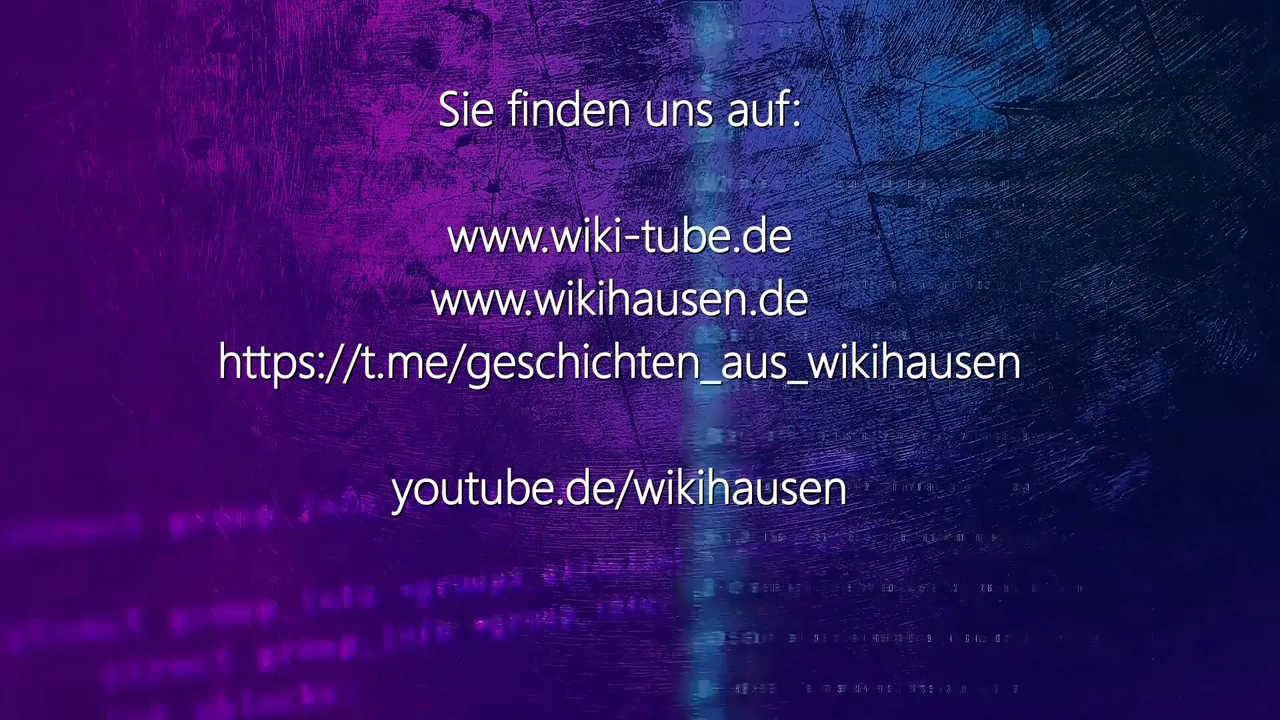 Sie finden uns auf:
www.wiki-tube.de
www.wikihausen.de
https://t.me/geschichten_aus_wikihausen
youtube.de/wikihausen